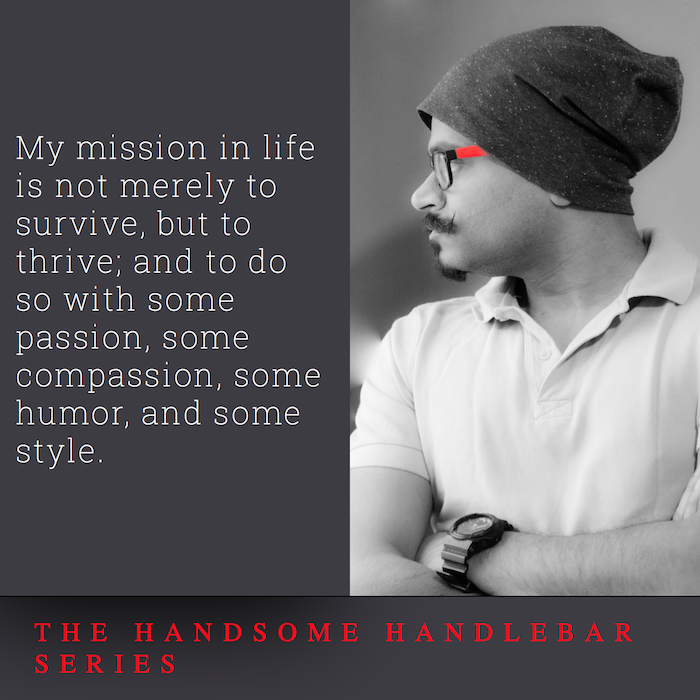 My mission in life
is not merely to
survive, but to
thrive; and to do
so with some
passion, some
compassion, some
humor, and some
style.
THE HANDSOME HANDLEBAR
SERIES